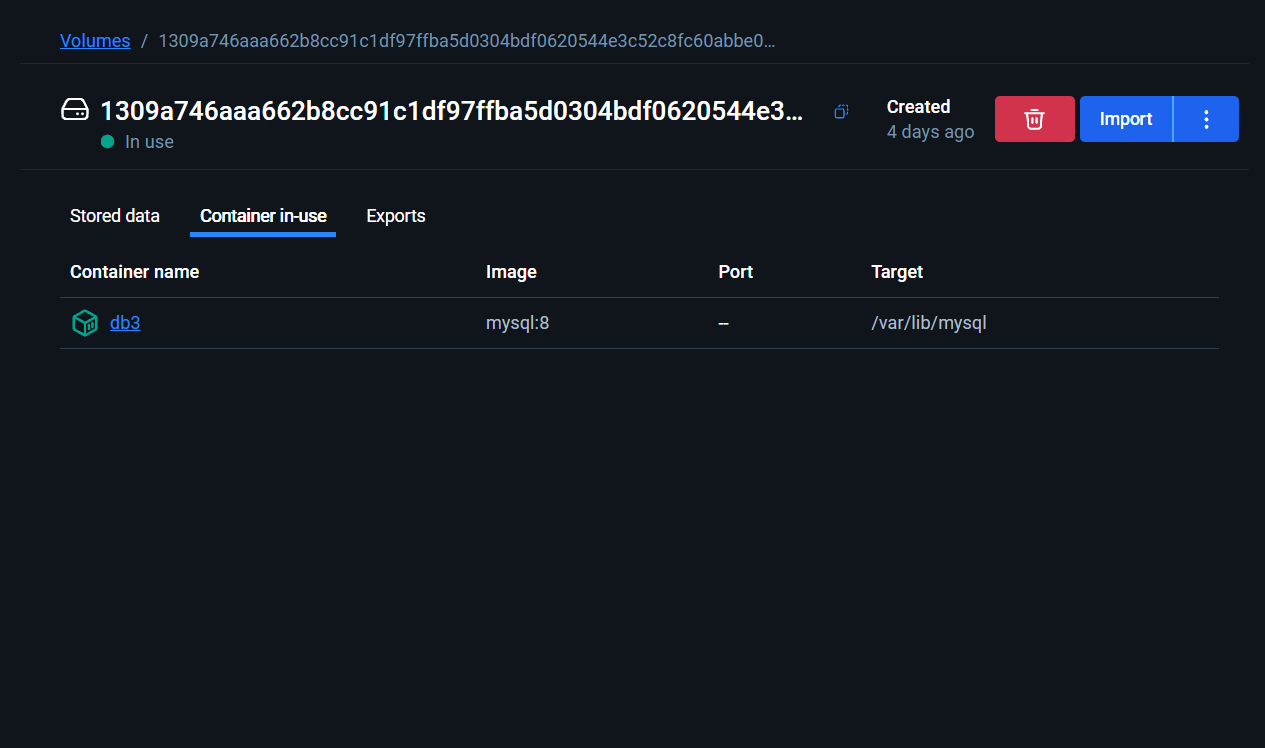 Volumes / 1309a746aaa662b8cc91c1df97ffba5d0304bdf0620544e3c52c8fc60abbe0…
1309a746aaa662b8cc91c1df97ffba5d0304bdf0620544e3…
In use
Created
4 days ago
Import
Stored data Container in-use Exports
Container name Image Port Target
db3 mysql:8 -- /var/lib/mysql